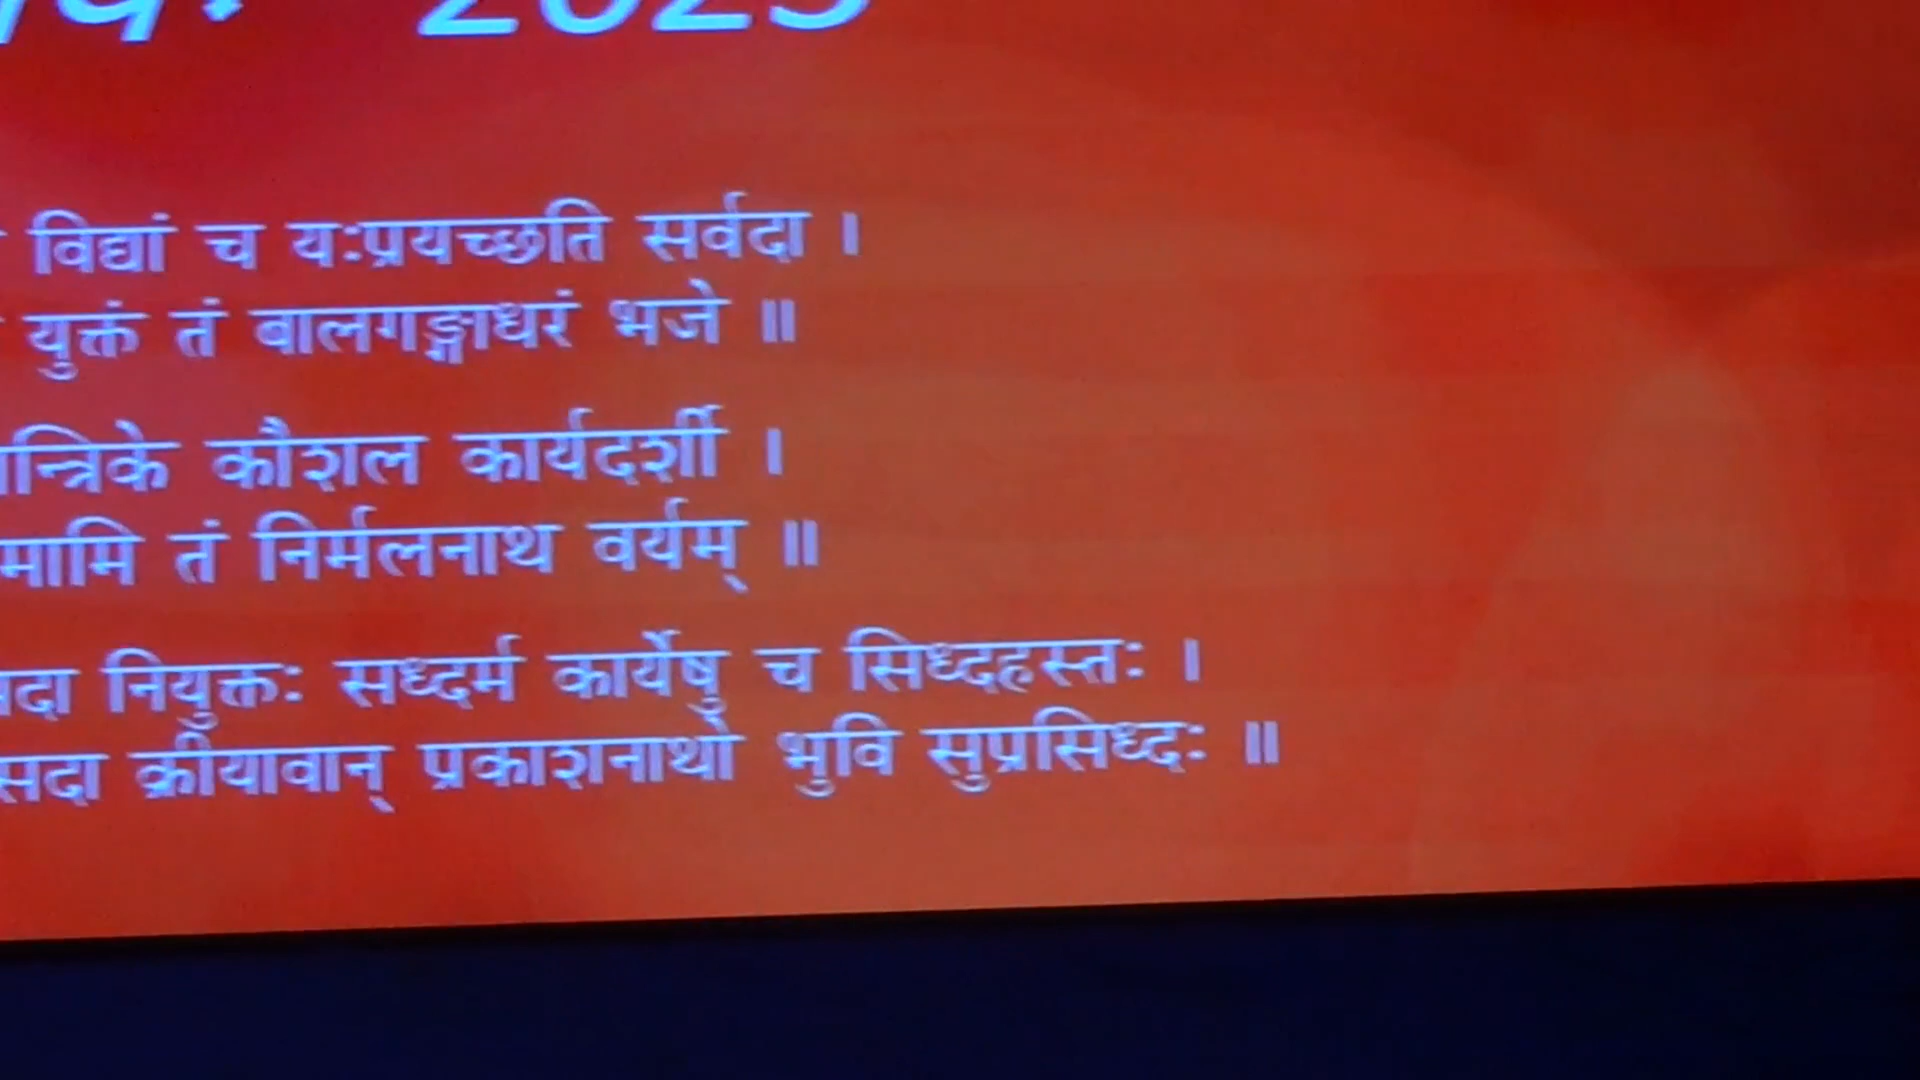 2023
विद्यां च यःप्रयच्छति सर्वदा ।
युक्तं तं बालगङ्गाधरं भजे ॥
कौशल कार्यदर्शी ।
तं निर्मलनाथ वर्यम् ॥
नियुक्तः सध्दर्म कार्येषु च सिध्दहस्तः ।
सदा क्रीयावान् प्रकाशनाथो भुवि सुप्रसिध्दः ॥